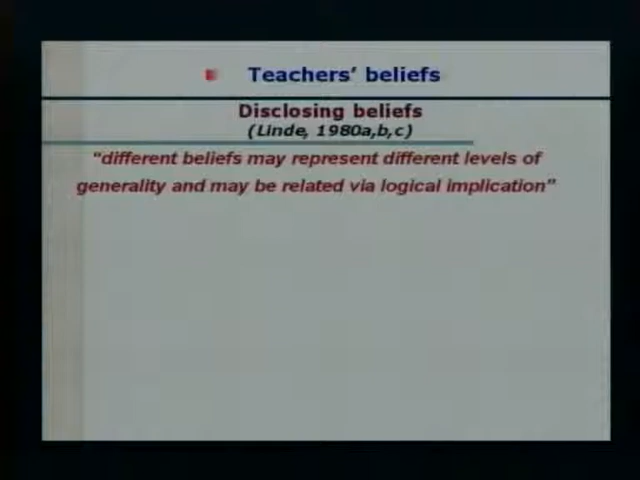 Teachers' beliefs
Disclosing beliefs
(Linde, 1980a,b,c)
"different beliefs may represent different levels of
generality and may be related via logical implication"